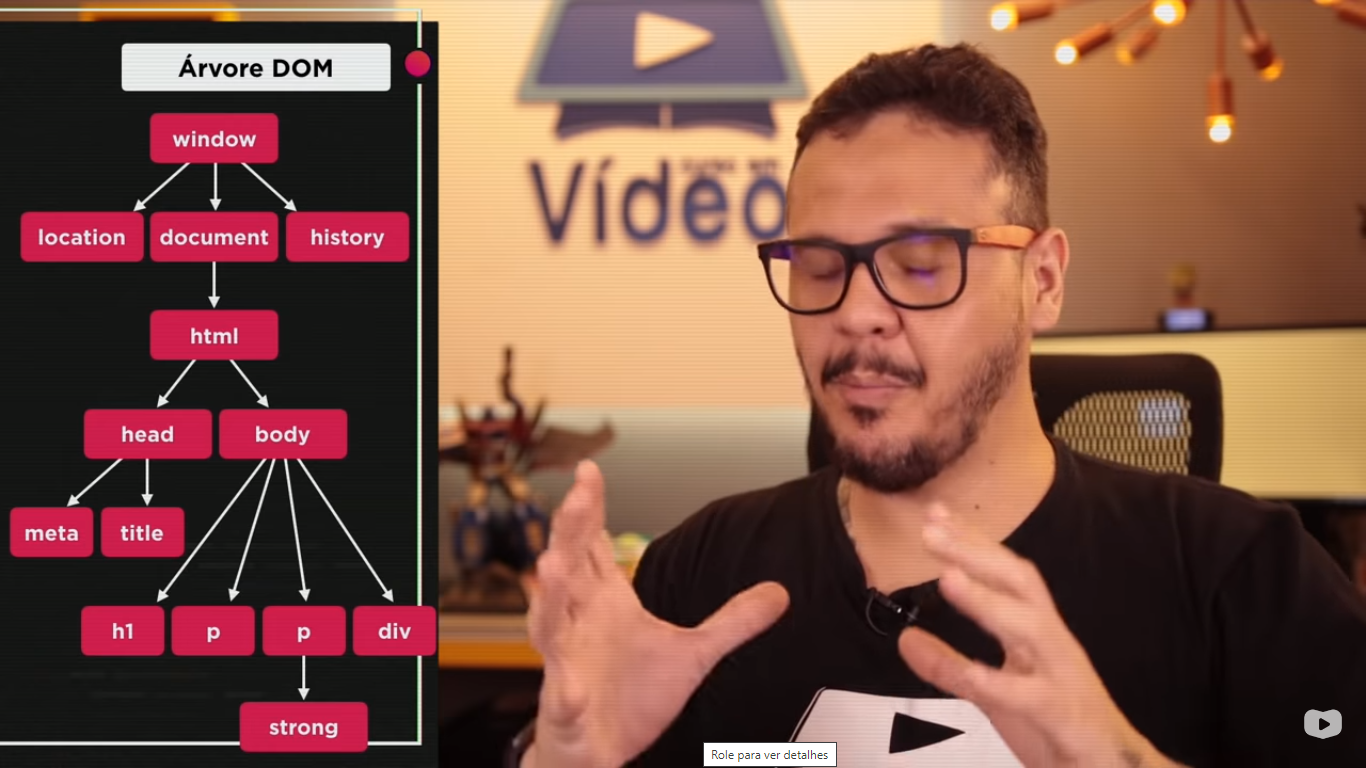 Árvore DOM
window
location document history
html
head body
meta title
h1 p p div
strong
Vídeo
Role para ver detalhes